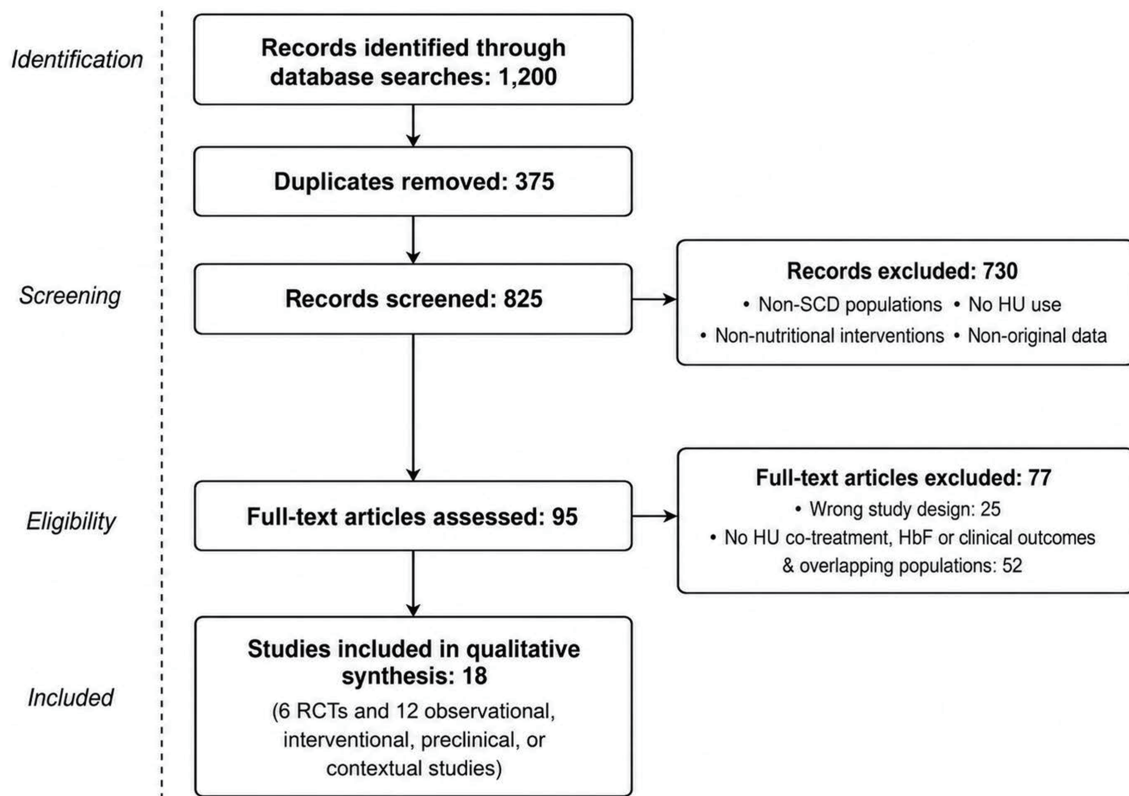 Identification
Records identified through
database searches: 1,200
Duplicates removed: 375
Screening
Records screened: 825
Records excluded: 730
• Non-SCD populations • No HU use
• Non-nutritional interventions • Non-original data
Eligibility
Full-text articles assessed: 95
Full-text articles excluded: 77
• Wrong study design: 25
• No HU co-treatment, HbF or clinical outcomes
& overlapping populations: 52
Included
Studies included in qualitative
synthesis: 18
(6 RCTs and 12 observational,
interventional, preclinical, or
contextual studies)